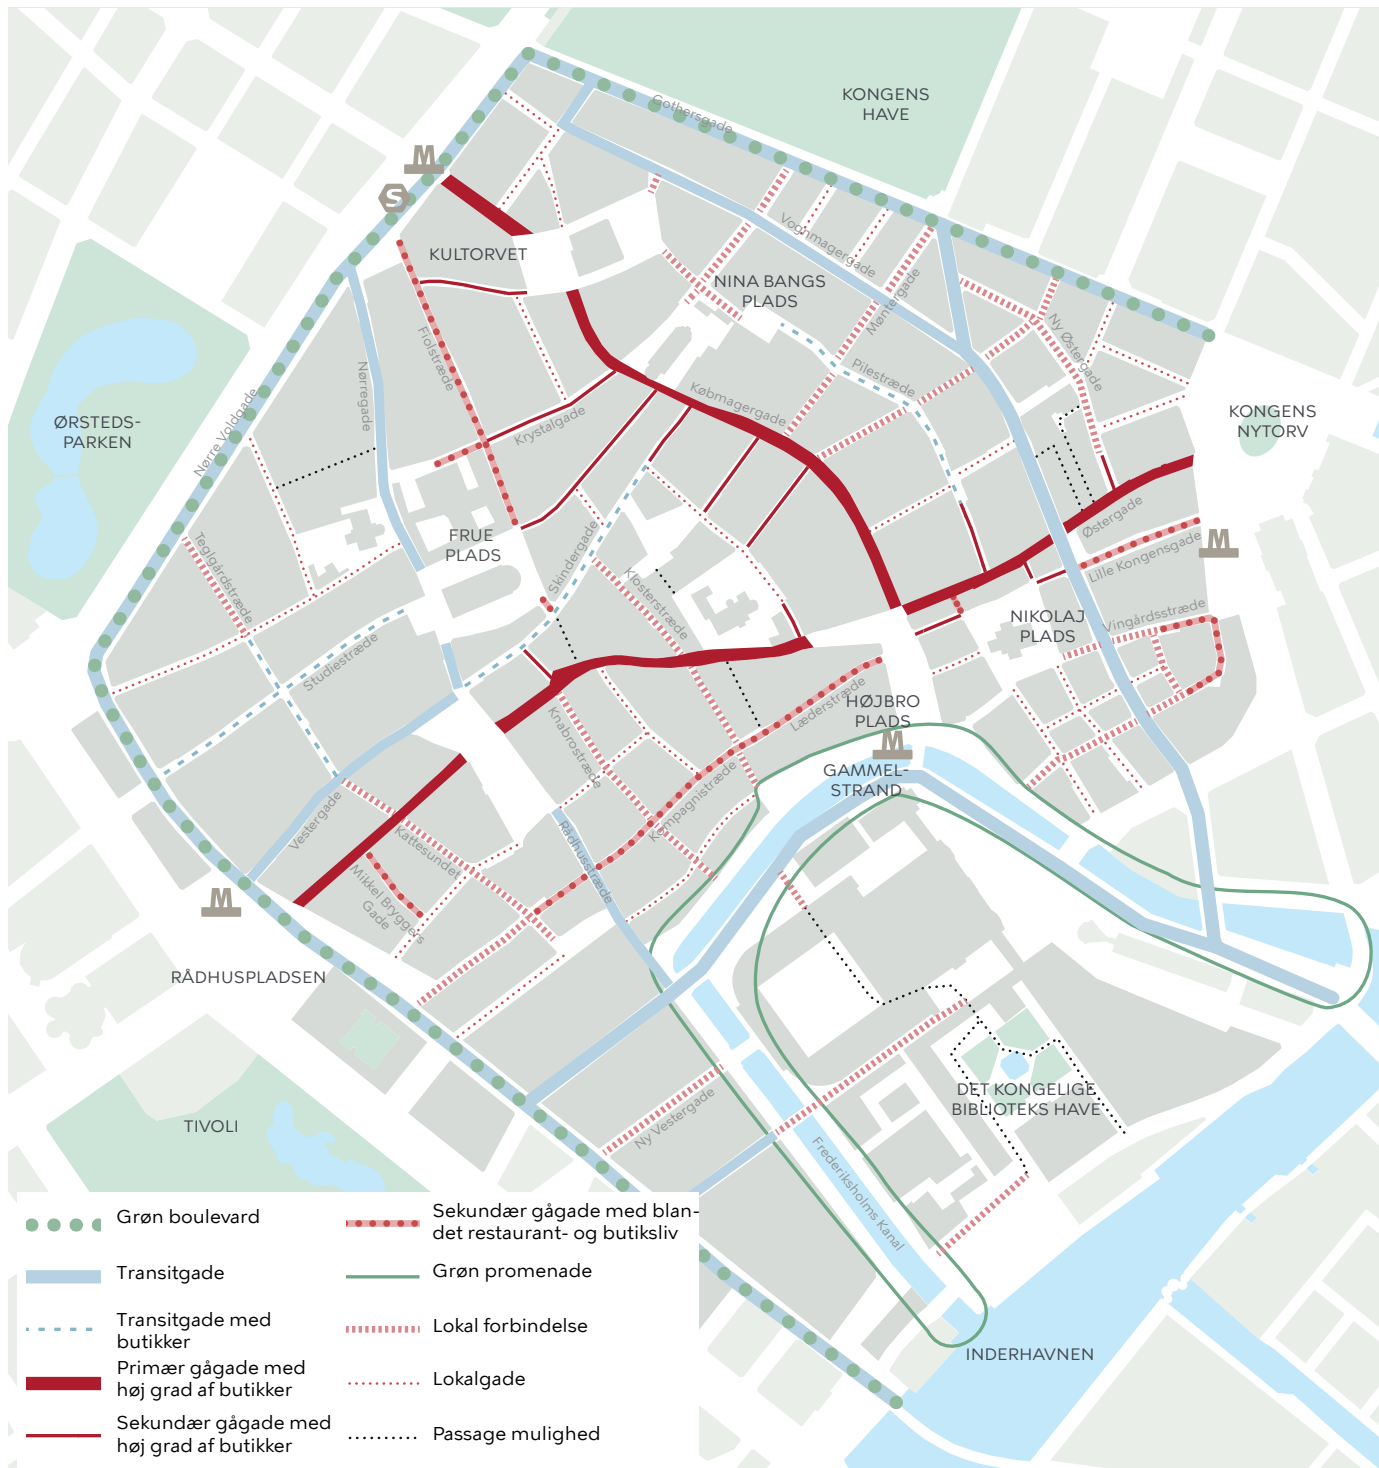 KONGENS
HAVE
Gothersgade
M
S
KULTORVET
Vognmagergade
NINA BANGS
PLADS
Møntergade
Ny Østergade
Fiolstræde
Nørregade
Pilestræde
Købmagergade
Krystalgade
KONGENS
NYTORV
ØRSTEDS-
PARKEN
Nørre Voldgade
Østergade
FRUE
PLADS
Skindergade
Lille Kongensgade
M
Teglgårdstræde
Klosterstræde
NIKOLAJ
PLADS
Vingårdsstræde
Studiestræde
Læderstræde
HØJBRO
PLADS
M
Knabrostræde
GAMMEL-
STRAND
Kompagnistræde
Vestergade
Kattesundet
Rådhusstræde
Mikkel Bryggers
Gade
M
RÅDHUSPLADSEN
DET KONGELIGE
BIBLIOTEKS HAVE
Ny Vestergade
TIVOLI
Frederiksholms Kanal
INDERHAVNEN
Grøn boulevard
Transitgade
Transitgade med
butikker
Primær gågade med
høj grad af butikker
Sekundær gågade med
høj grad af butikker
Sekundær gågade med blan-
det restaurant- og butiksliv
Grøn promenade
Lokal forbindelse
Lokalgade
Passage mulighed